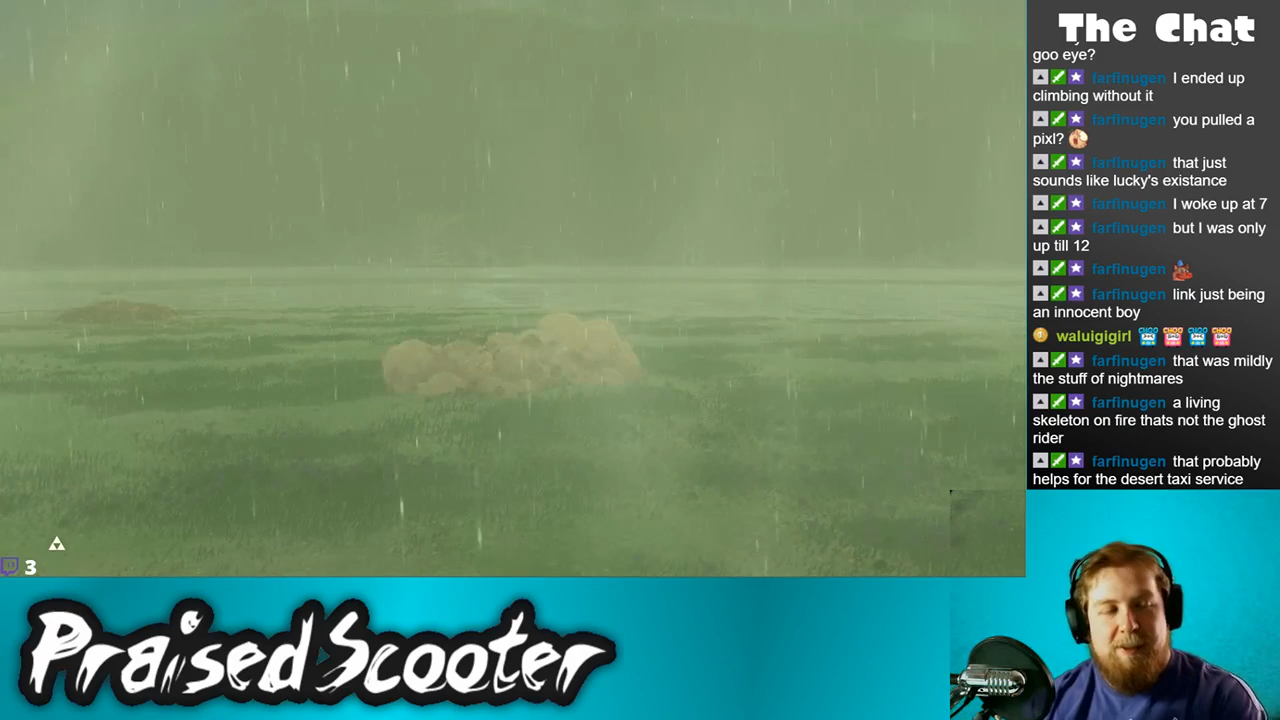 The Chat
goo eye?
farfinugen I ended up
climbing without it
farfinugen you pulled a
pixl?
farfinugen that just
sounds like lucky's existance
farfinugen I woke up at 7
farfinugen but I was only
up till 12
farfinugen
farfinugen link just being
an innocent boy
waluigigirl
farfinugen that was mildly
the stuff of nightmares
farfinugen a living
skeleton on fire thats not the ghost
rider
farfinugen that probably
helps for the desert taxi service
3
PraisedScooter